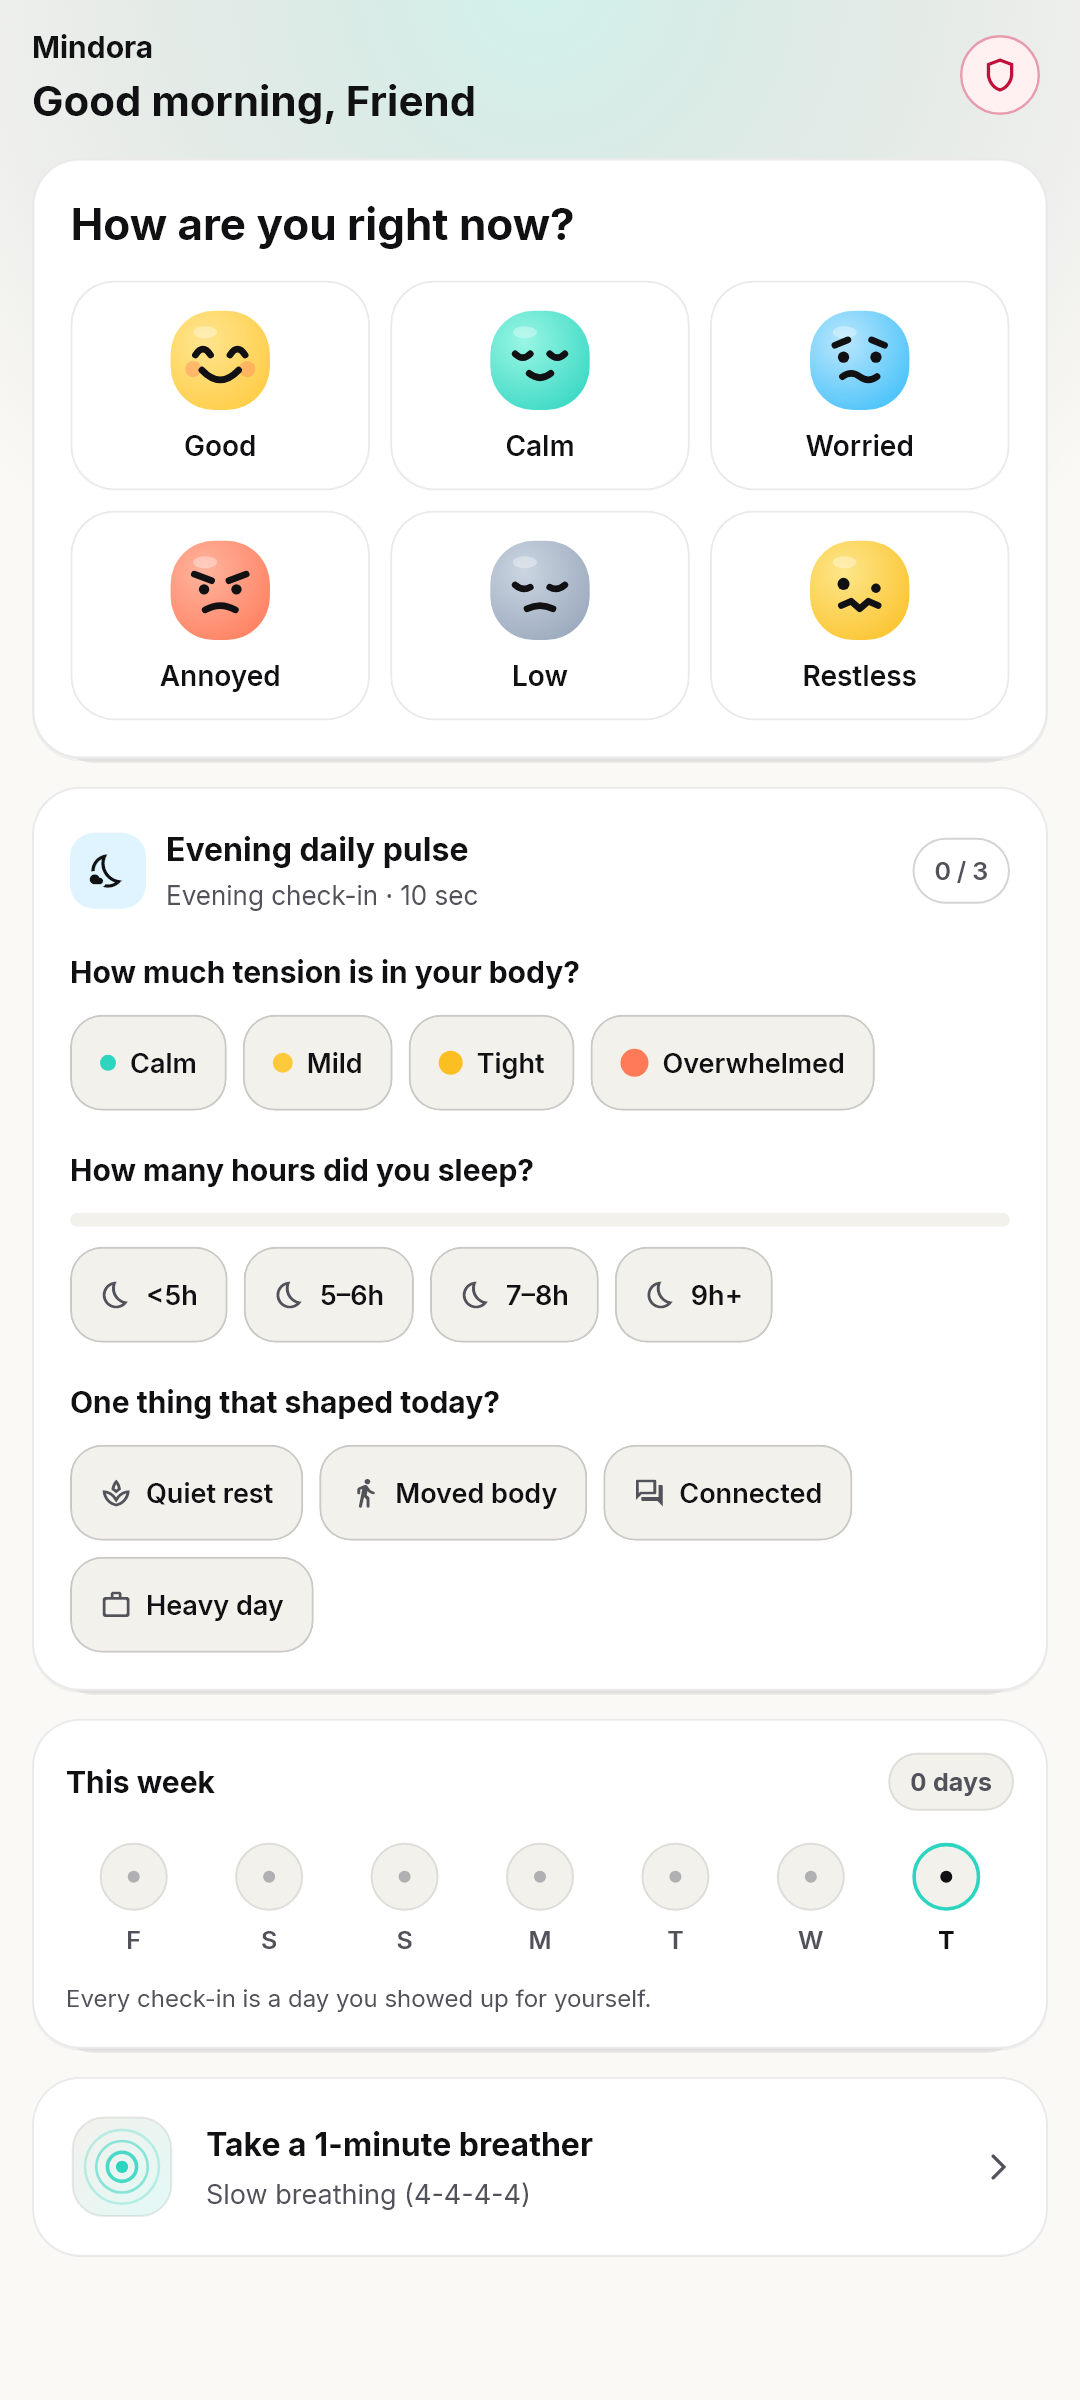 Mindora
Good morning, Friend
How are you right now?
Good
Calm
Worried
Annoyed
Low
Restless
Evening daily pulse
Evening check-in · 10 sec
0 / 3
How much tension is in your body?
Calm
Mild
Tight
Overwhelmed
How many hours did you sleep?
<5h
5–6h
7–8h
9h+
One thing that shaped today?
Quiet rest
Moved body
Connected
Heavy day
This week
0 days
F
S
S
M
T
W
T
Every check-in is a day you showed up for yourself.
Take a 1-minute breather
Slow breathing (4-4-4-4)